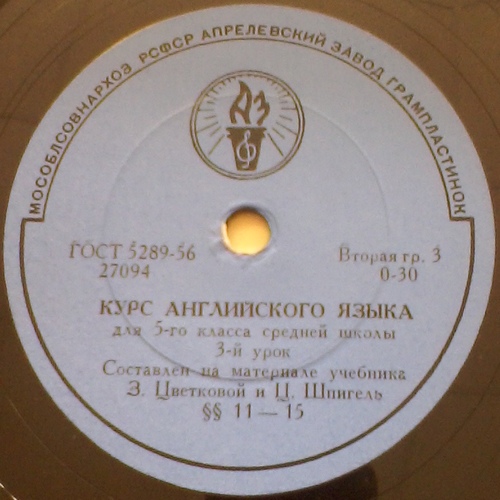 МОСОБЛСОВНАРХОЗ РСФСР АПРЕЛЕВСКИЙ ЗАВОД ГРАМПЛАСТИНОК
АЗ
ГОСТ 5289-56
27094
Вторая гр. 3
0-30
КУРС АНГЛИЙСКОГО ЯЗЫКА
для 5-го класса средней школы
3-й урок
Составлен на материале учебника
З. Цветковой и Ц. Шпигель
§§ 11 — 15